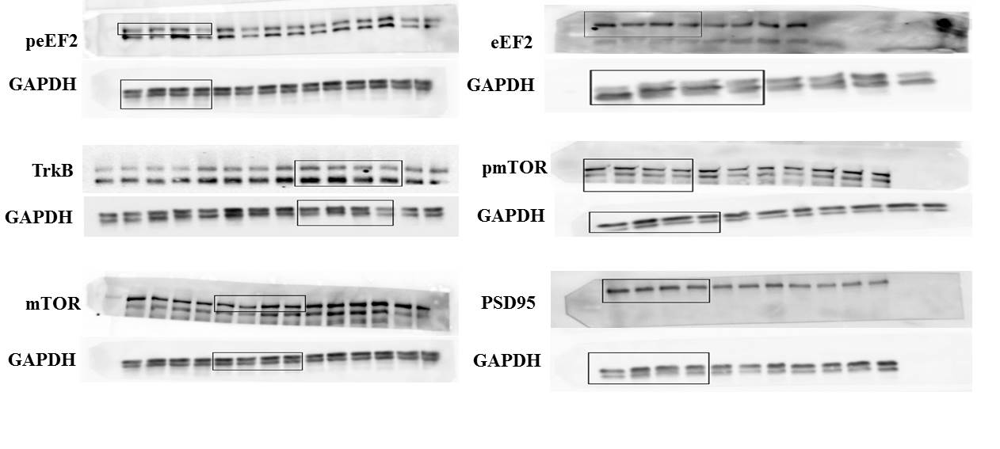 peEF2
GAPDH
TrkB
GAPDH
mTOR
GAPDH
eEF2
GAPDH
pmTOR
GAPDH
PSD95
GAPDH